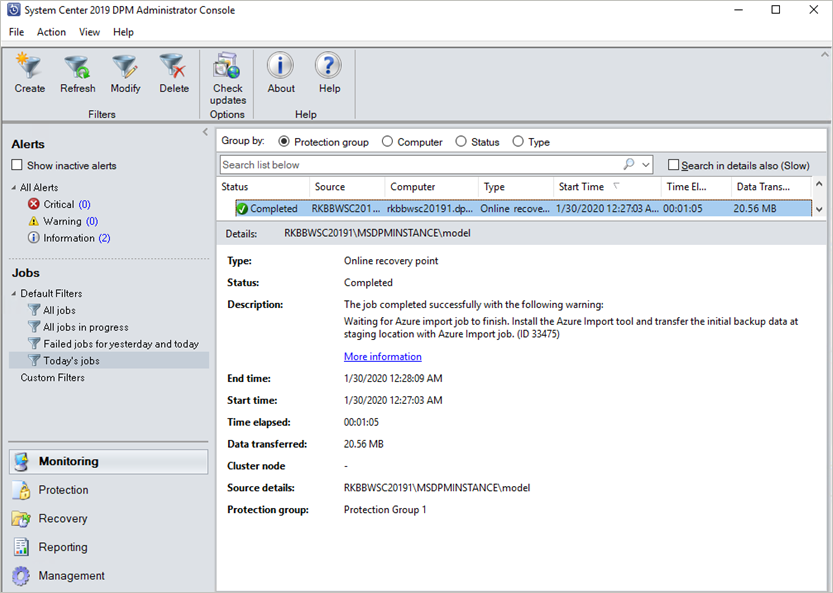 System Center 2019 DPM Administrator Console
File Action View Help
Create Refresh Modify Delete Check updates About Help
Filters Options Help
Alerts
Show inactive alerts
All Alerts
Critical (0)
Warning (0)
Information (2)
Jobs
Default Filters
All jobs
All jobs in progress
Failed jobs for yesterday and today
Today's jobs
Custom Filters
Monitoring
Protection
Recovery
Reporting
Management
Group by: Protection group Computer Status Type
Search list below Search in details also (Slow)
Status Source Computer Type Start Time Time El... Data Trans...
Completed RKBBWSC201... rkbbwsc20191.dp... Online recove... 1/30/2020 12:27:03 A... 00:01:05 20.56 MB
Details: RKBBWSC20191\MSDPMINSTANCE\model
Type: Online recovery point
Status: Completed
Description: The job completed successfully with the following warning:
Waiting for Azure import job to finish. Install the Azure Import tool and transfer the initial backup data at
staging location with Azure Import job. (ID 33475)
More information
End time: 1/30/2020 12:28:09 AM
Start time: 1/30/2020 12:27:03 AM
Time elapsed: 00:01:05
Data transferred: 20.56 MB
Cluster node -
Source details: RKBBWSC20191\MSDPMINSTANCE\model
Protection group: Protection Group 1